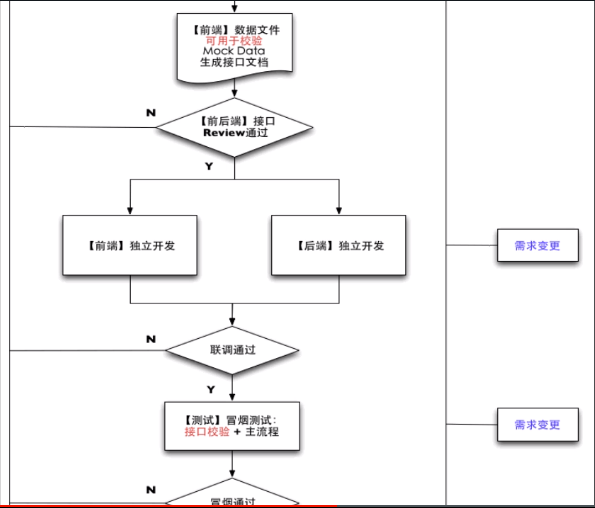 【前端】数据文件
可用于校验
Mock Data
生成接口文档
N
【前后端】接口
Review通过
Y
【前端】独立开发
【后端】独立开发
需求变更
N
联调通过
Y
【测试】冒烟测试:
接口校验 + 主流程
需求变更
N
冒烟通过